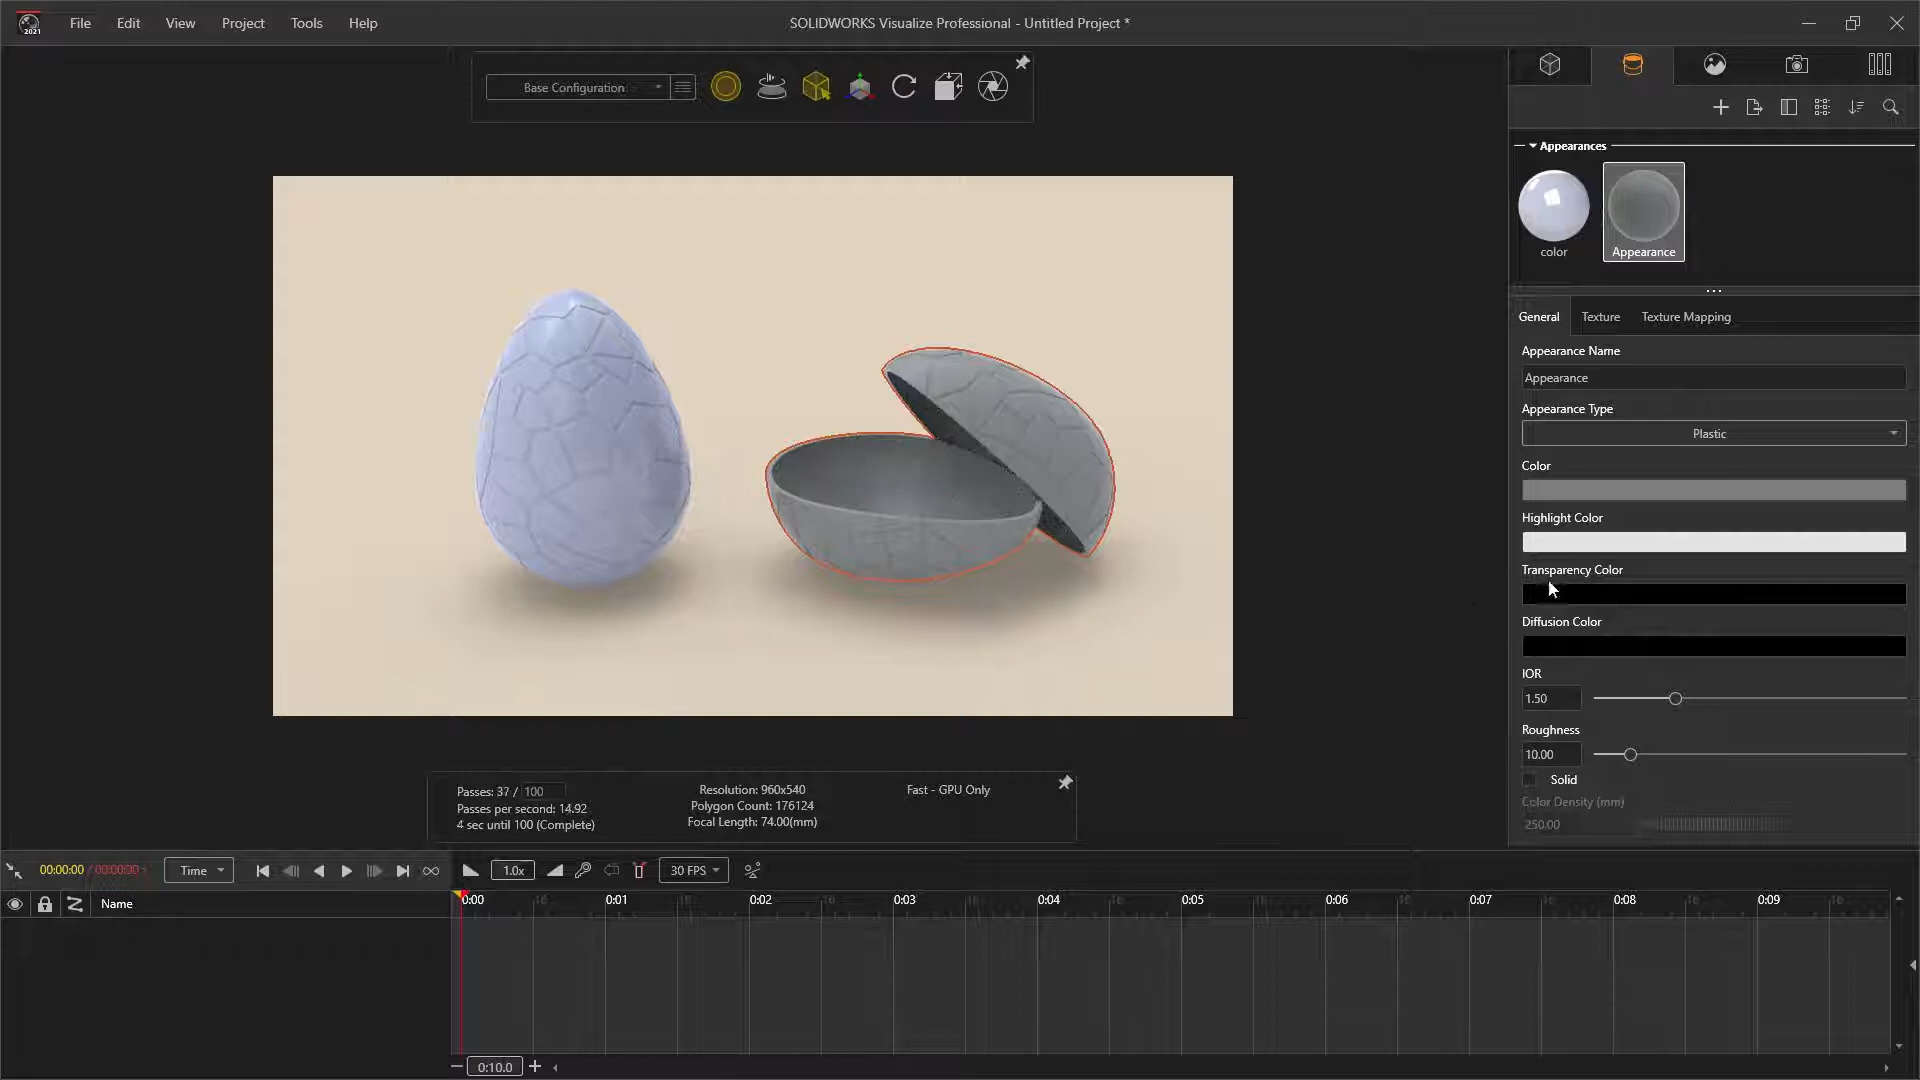 2021
File Edit View Project Tools Help
SOLIDWORKS Visualize Professional - Untitled Project *
Base Configuration
Appearances
color
Appearance
General Texture Texture Mapping
Appearance Name
Appearance
Appearance Type
Plastic
Color
Highlight Color
Transparency Color
Diffusion Color
IOR
1.50
Roughness
10.00
Solid
Color Density (mm)
250.00
Passes: 37 / 100
Passes per second: 14.92
4 sec until 100 (Complete)
Resolution: 960x540
Polygon Count: 176124
Focal Length: 74.00(mm)
Fast - GPU Only
00:00:00 / 00:00:00
Time
1.0x
30 FPS
Name
0:00 0:01 0:02 0:03 0:04 0:05 0:06 0:07 0:08 0:09
0:10.0